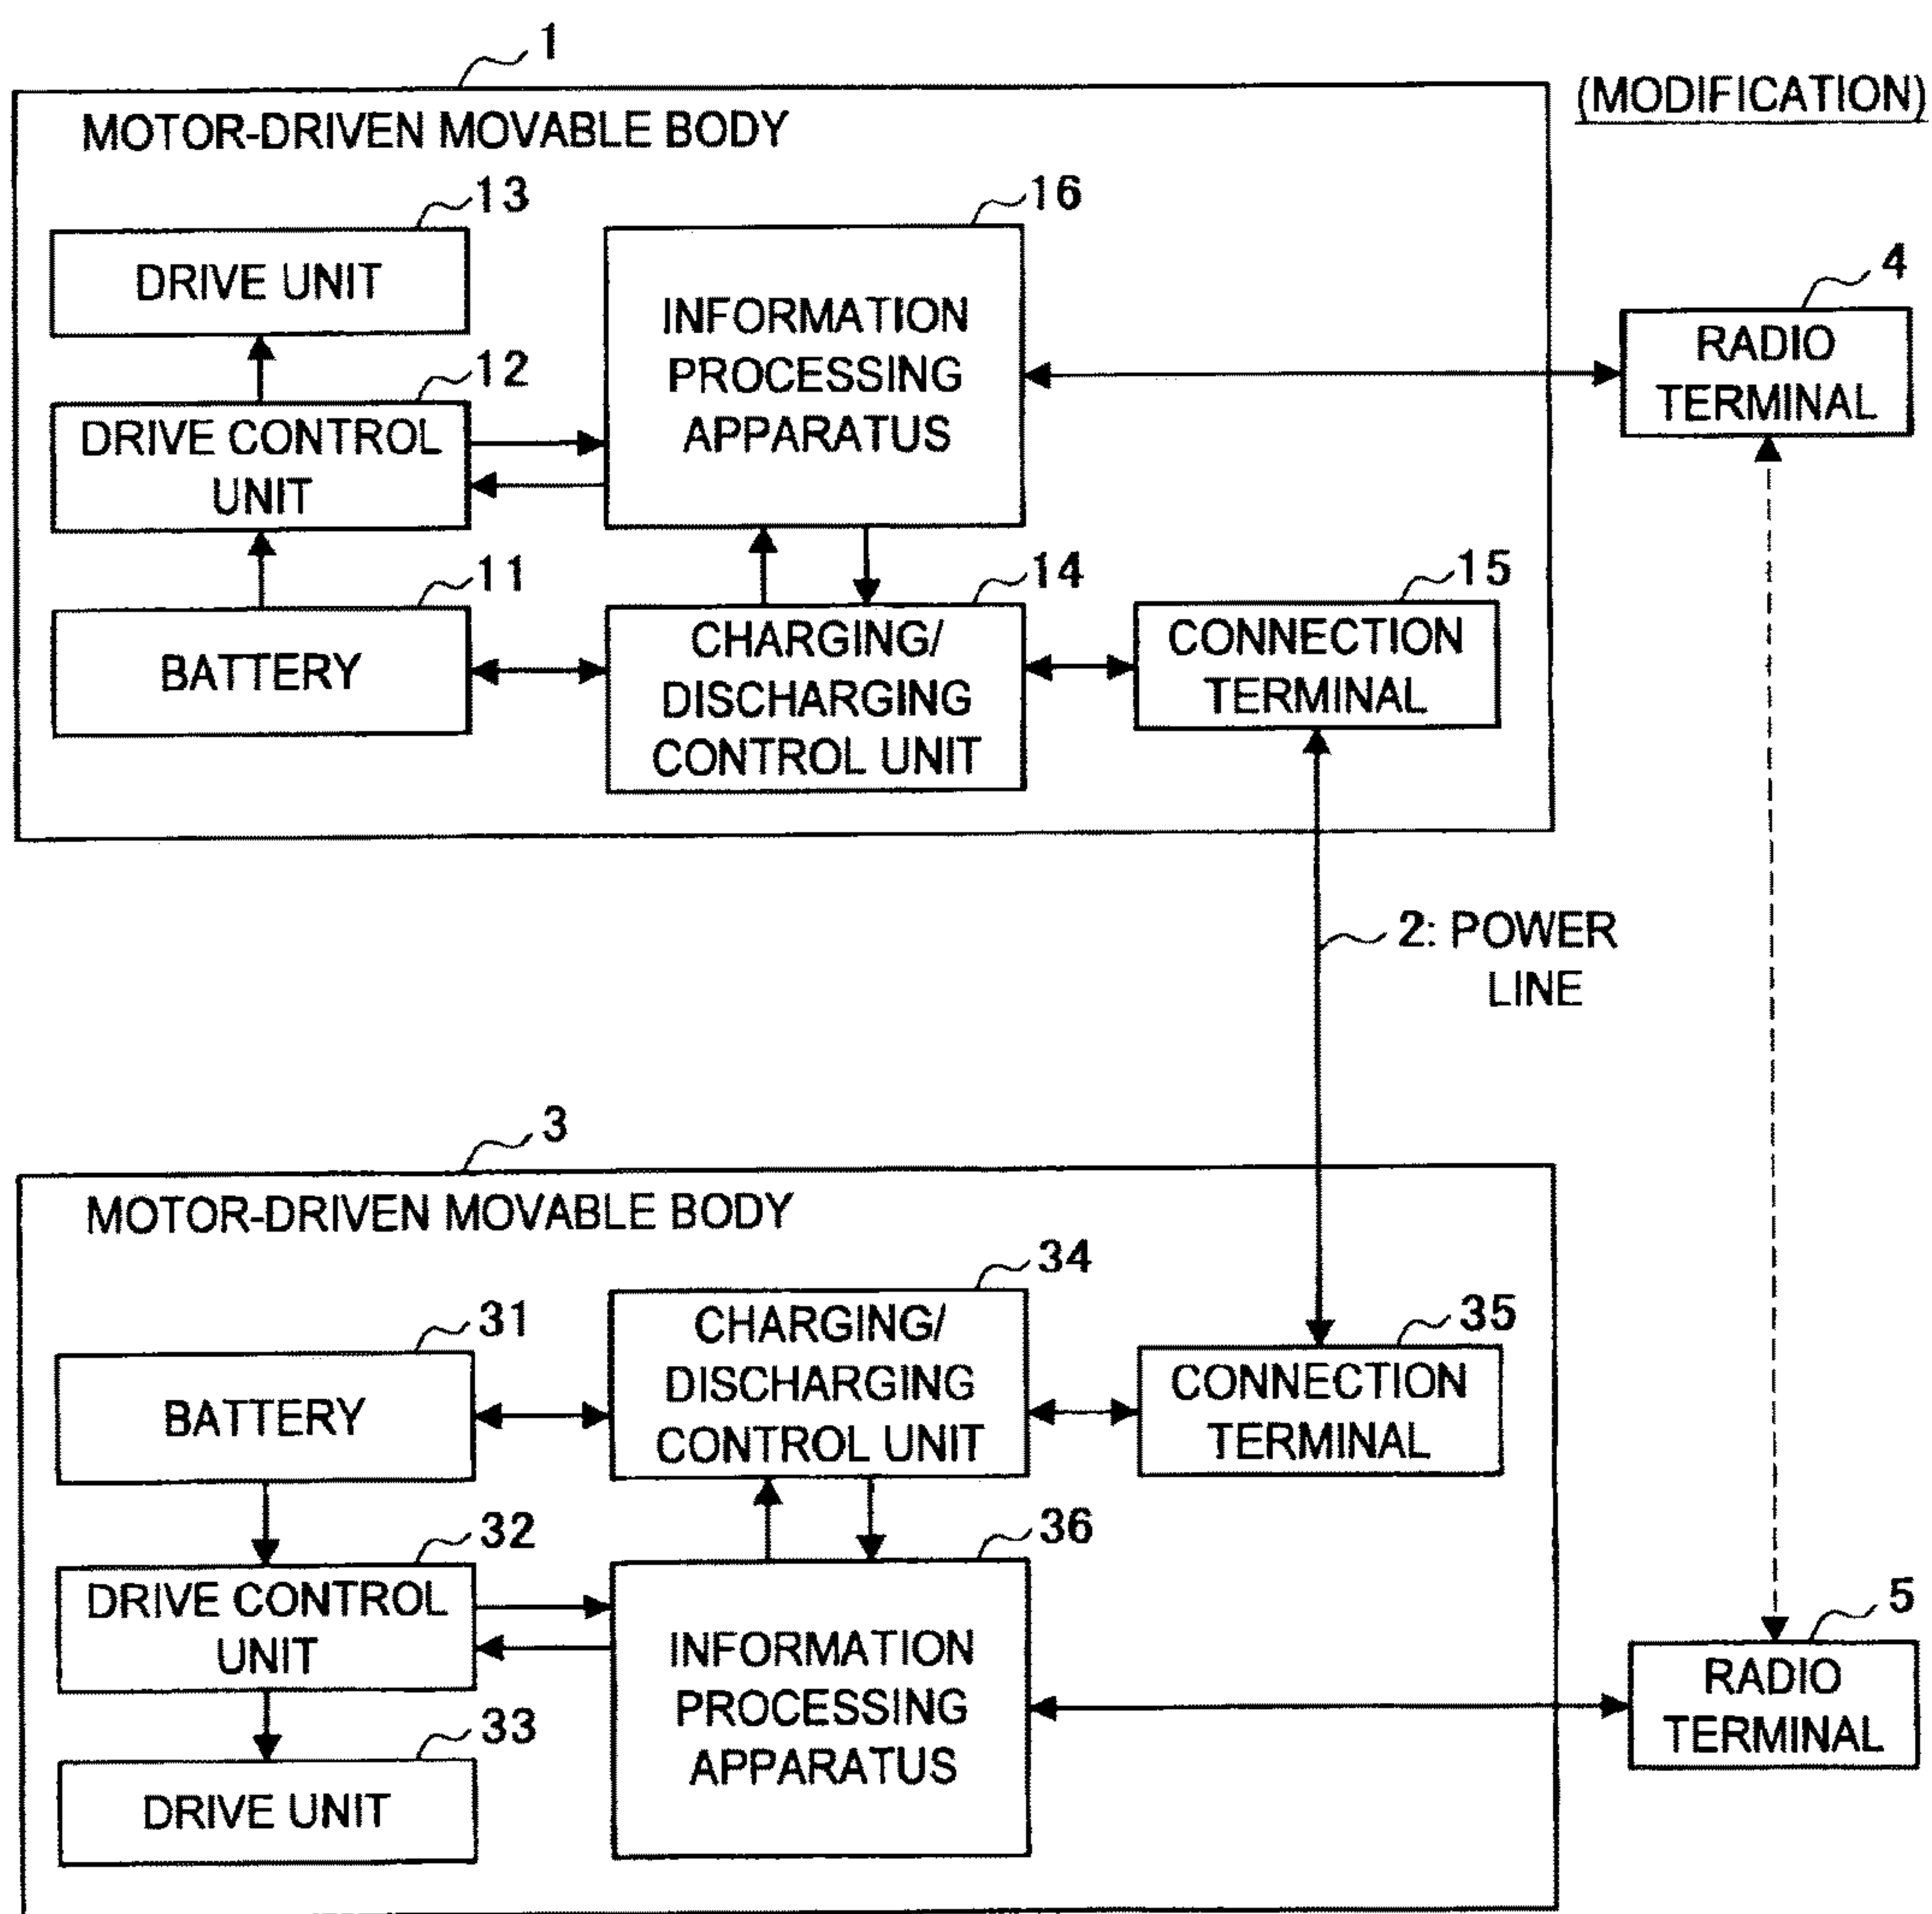 1
(MODIFICATION)
MOTOR-DRIVEN MOVABLE BODY
13
DRIVE UNIT
16
INFORMATION
PROCESSING
APPARATUS
4
RADIO
TERMINAL
12
DRIVE CONTROL
UNIT
11
BATTERY
14
CHARGING/
DISCHARGING
CONTROL UNIT
15
CONNECTION
TERMINAL
2: POWER
LINE
3
MOTOR-DRIVEN MOVABLE BODY
31
BATTERY
34
CHARGING/
DISCHARGING
CONTROL UNIT
35
CONNECTION
TERMINAL
32
DRIVE CONTROL
UNIT
36
INFORMATION
PROCESSING
APPARATUS
5
RADIO
TERMINAL
33
DRIVE UNIT